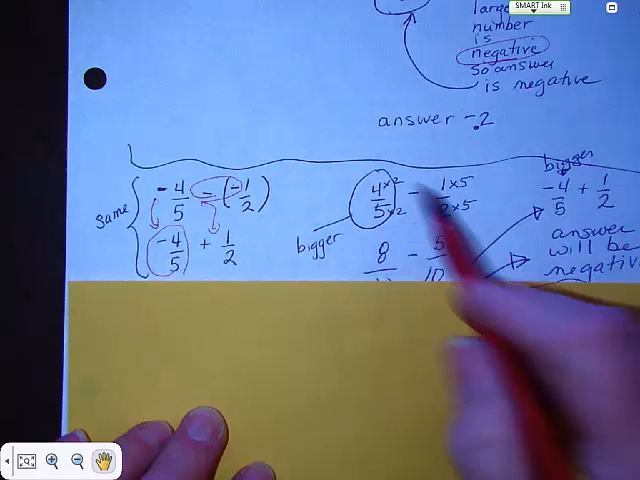 SMART Ink
large
number
is
negative
so answer
is negative
answer -.2
same
-4/5 - (-1/2)
-4/5 + 1/2
bigger
4×2/5×2 - 1×5/2×5
8/ - 5/10
bigger
-4/5 + 1/2
answer
will be
negative